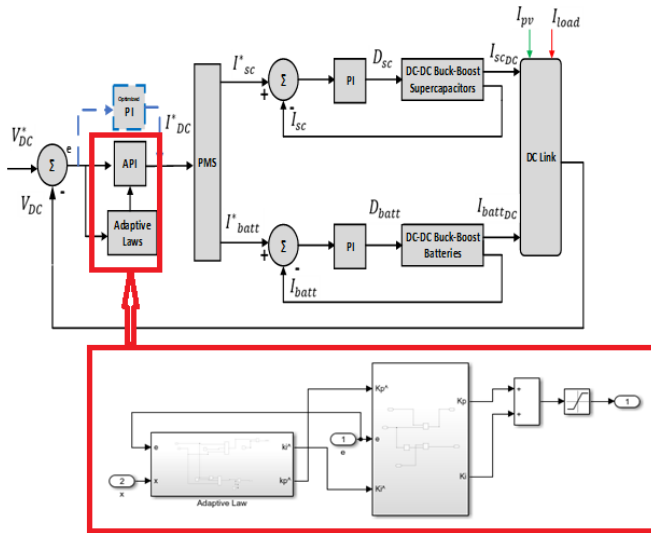 I_pv I_load
I*_sc D_sc I_scDC
Σ PI DC-DC Buck-Boost
Supercapacitors
+ - I_sc
Optimized
PI
I*_DC
V*_DC e
Σ API PMS DC Link
V_DC -
Adaptive
Laws
I*_batt D_batt I_battDC
Σ PI DC-DC Buck-Boost
Batteries
+ - I_batt
Kp^ Kp +
e ki^ 1 e + 1
e
2 x kp^ Ki^ Ki
x
Adaptive Law